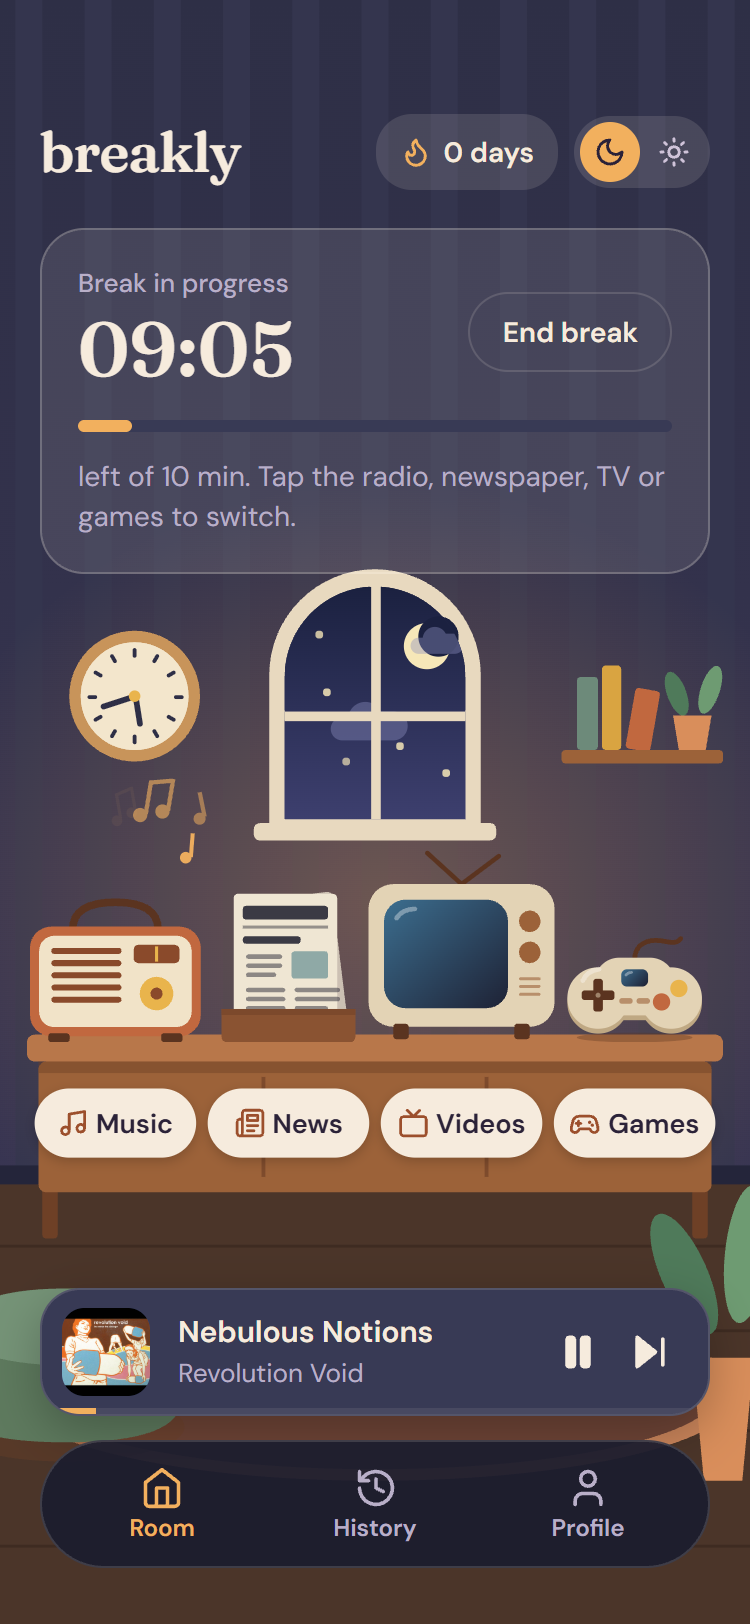 breakly
0 days
Break in progress
09:05
End break
left of 10 min. Tap the radio, newspaper, TV or
games to switch.
Music
News
Videos
Games
Nebulous Notions
Revolution Void
Room
History
Profile